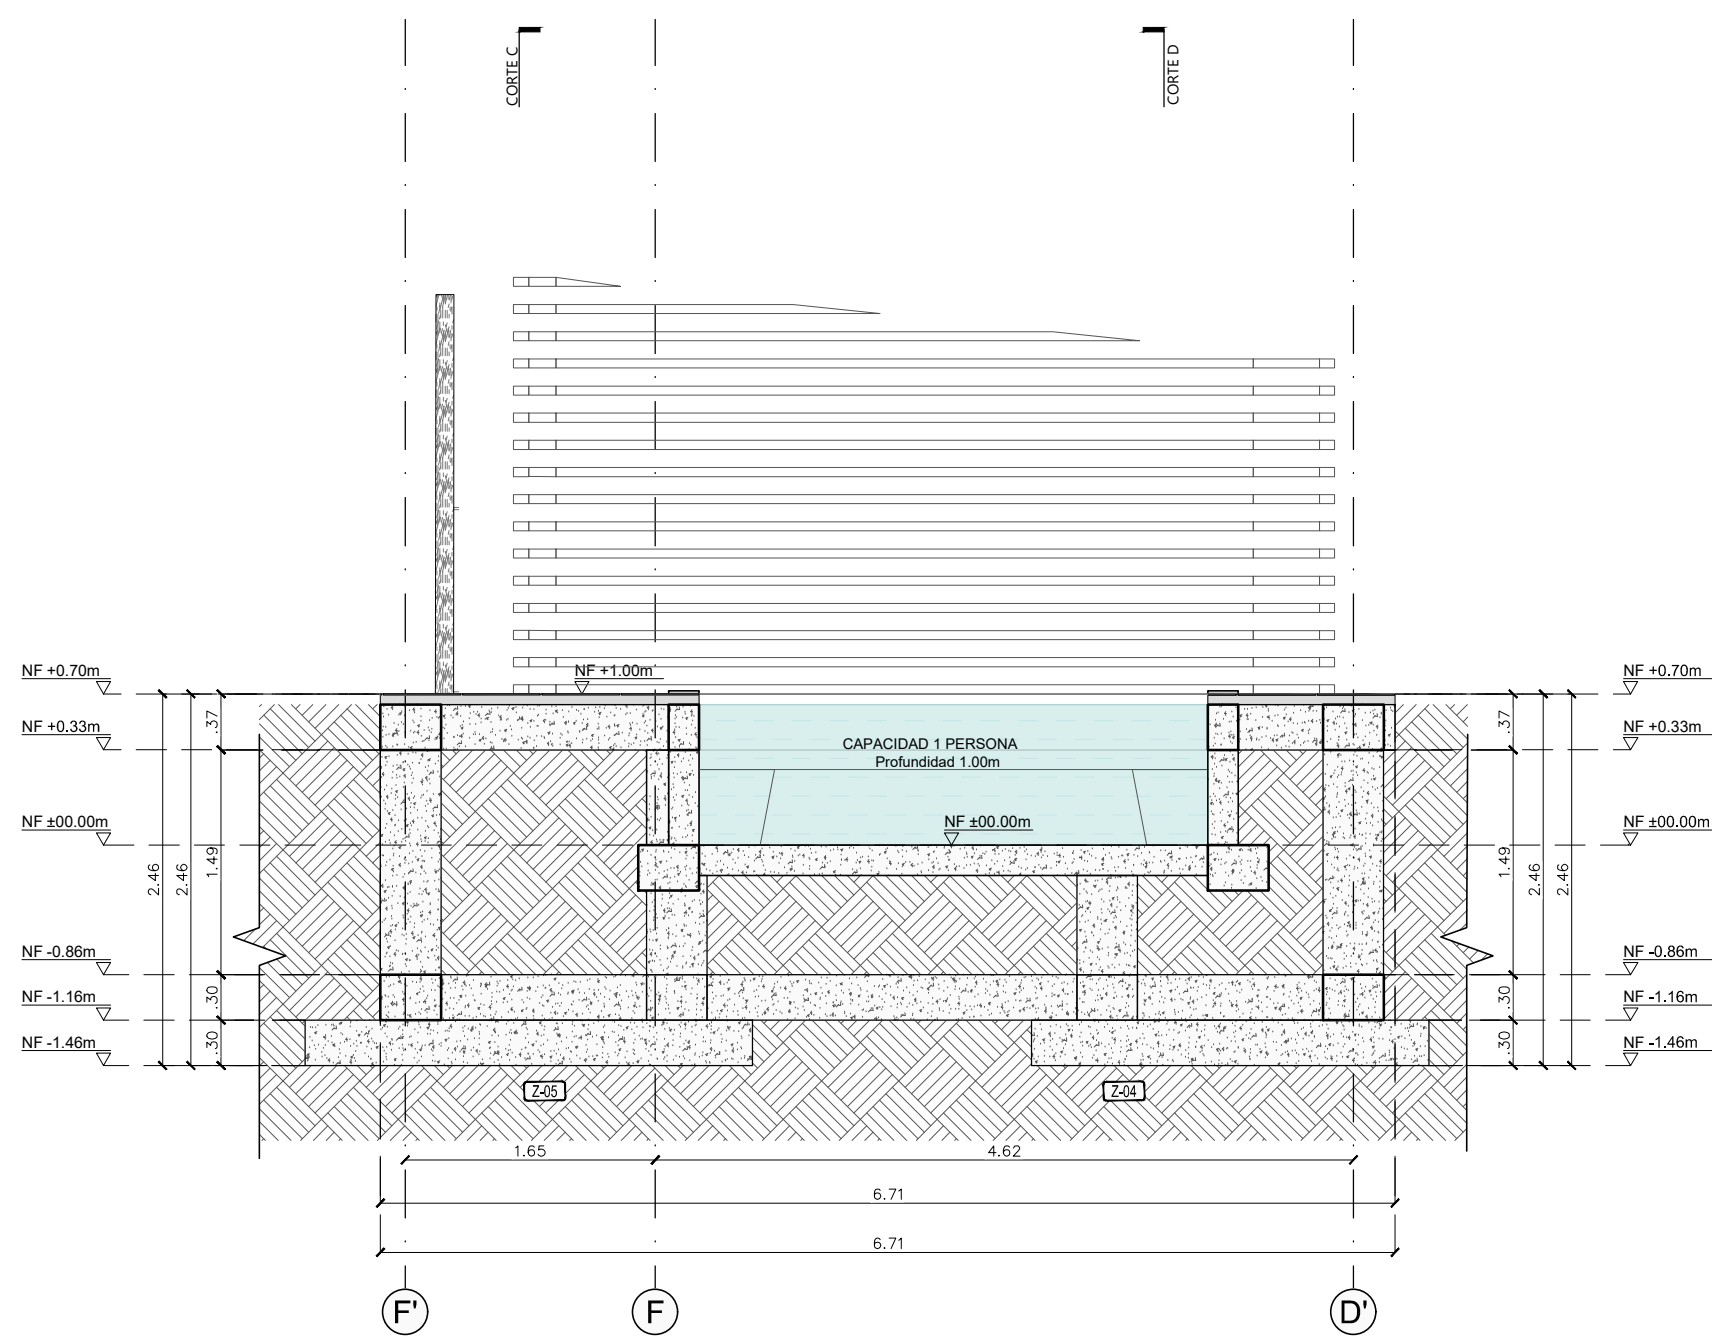 CORTE C
CORTE D
NF +0.70m
NF +1.00m
NF +0.70m
NF +0.33m
.37
CAPACIDAD 1 PERSONA
Profundidad 1.00m
.37
NF +0.33m
NF ±00.00m
NF ±00.00m
NF ±00.00m
2.46
2.46
1.49
1.49
2.46
2.46
NF -0.86m
NF -0.86m
NF -1.16m
.30
.30
NF -1.16m
NF -1.46m
.30
.30
NF -1.46m
Z-05
Z-04
1.65
4.62
6.71
6.71
F'
F
D'